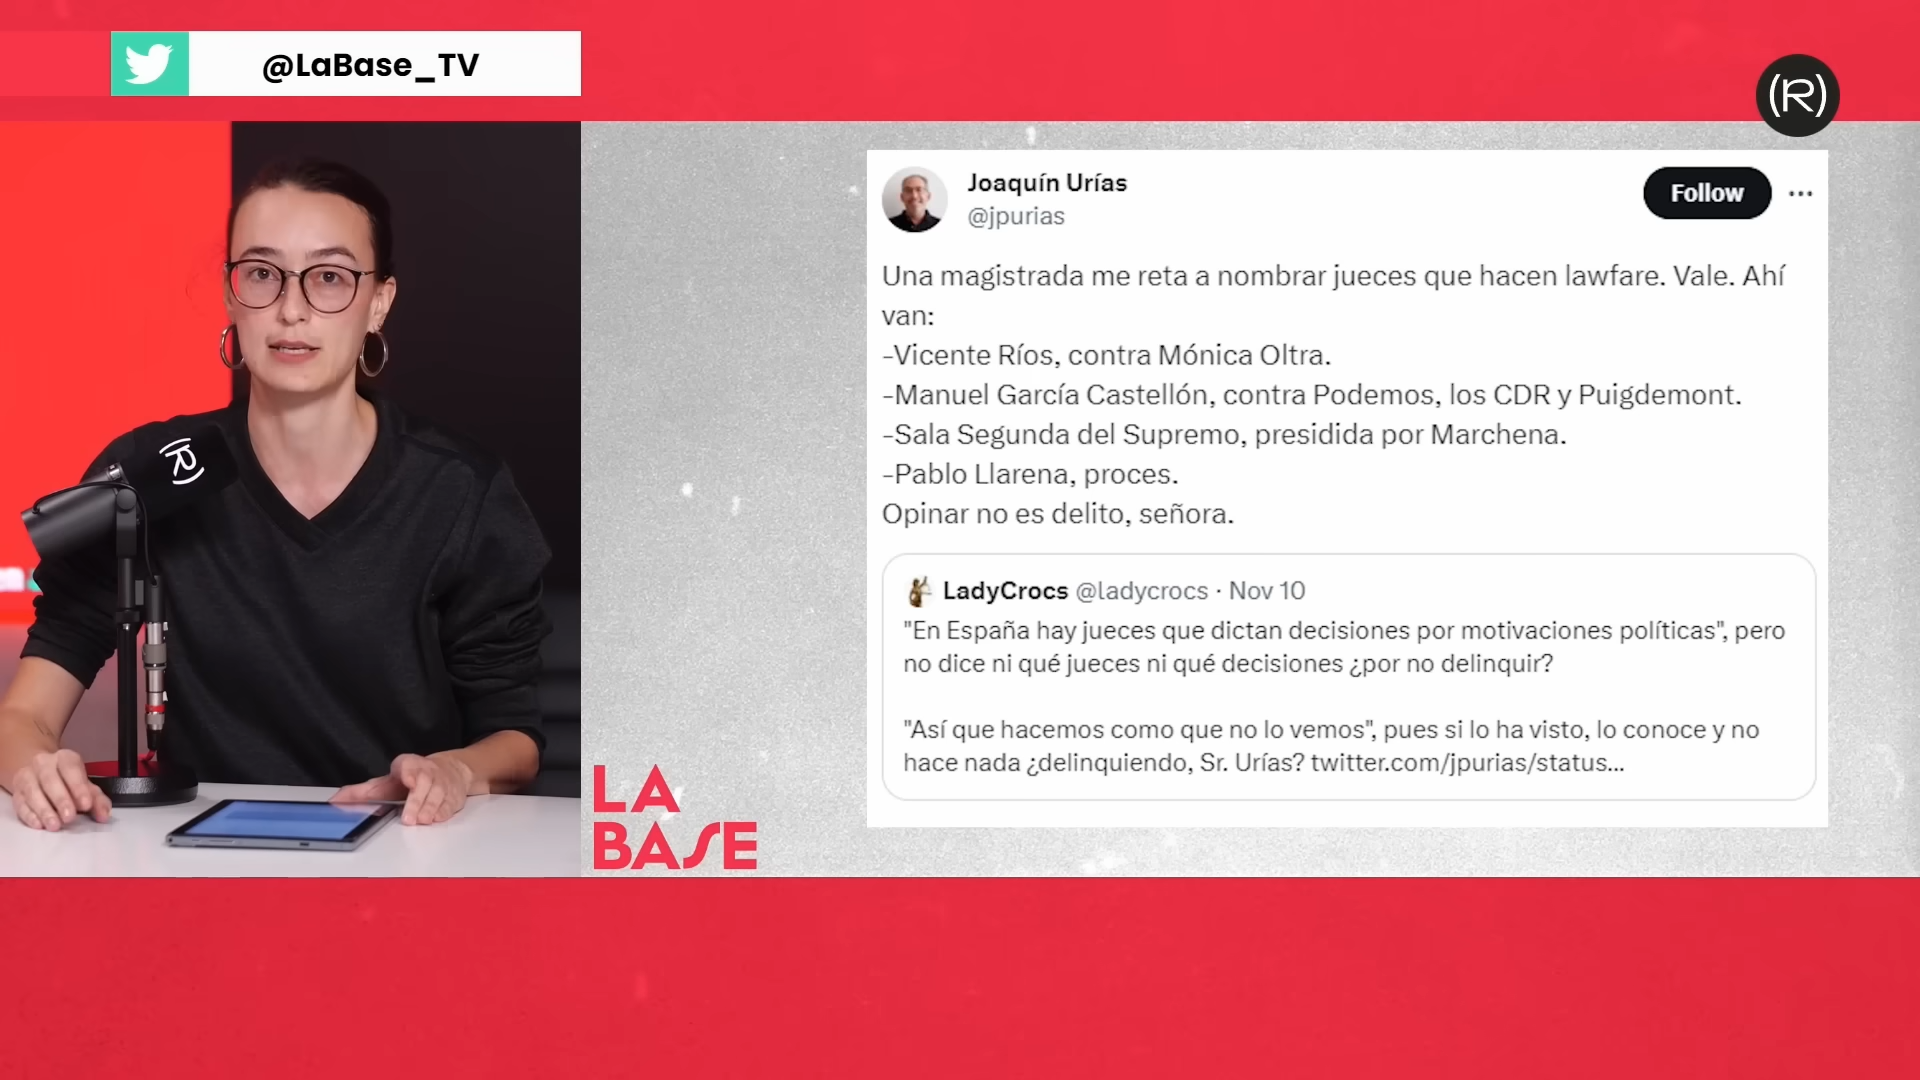 @LaBase_TV
(R)
Joaquín Urías
@jpurias
Follow
Una magistrada me reta a nombrar jueces que hacen lawfare. Vale. Ahí
van:
-Vicente Ríos, contra Mónica Oltra.
-Manuel García Castellón, contra Podemos, los CDR y Puigdemont.
-Sala Segunda del Supremo, presidida por Marchena.
-Pablo Llarena, proces.
Opinar no es delito, señora.
LadyCrocs @ladycrocs · Nov 10
"En España hay jueces que dictan decisiones por motivaciones políticas", pero
no dice ni qué jueces ni qué decisiones ¿por no delinquir?
"Así que hacemos como que no lo vemos", pues si lo ha visto, lo conoce y no
hace nada ¿delinquiendo, Sr. Urías? twitter.com/jpurias/status...
(R)
LA
BASE